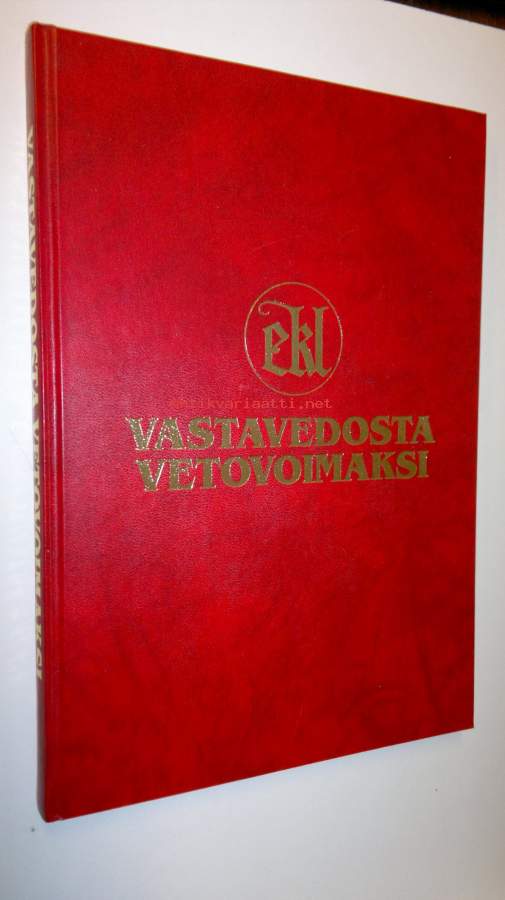 ekl
antikvariaatti.net
VASTAVEDOSTA
VETOVOIMAKSI
VASTAVEDOSTA VETOVOIMAKSI